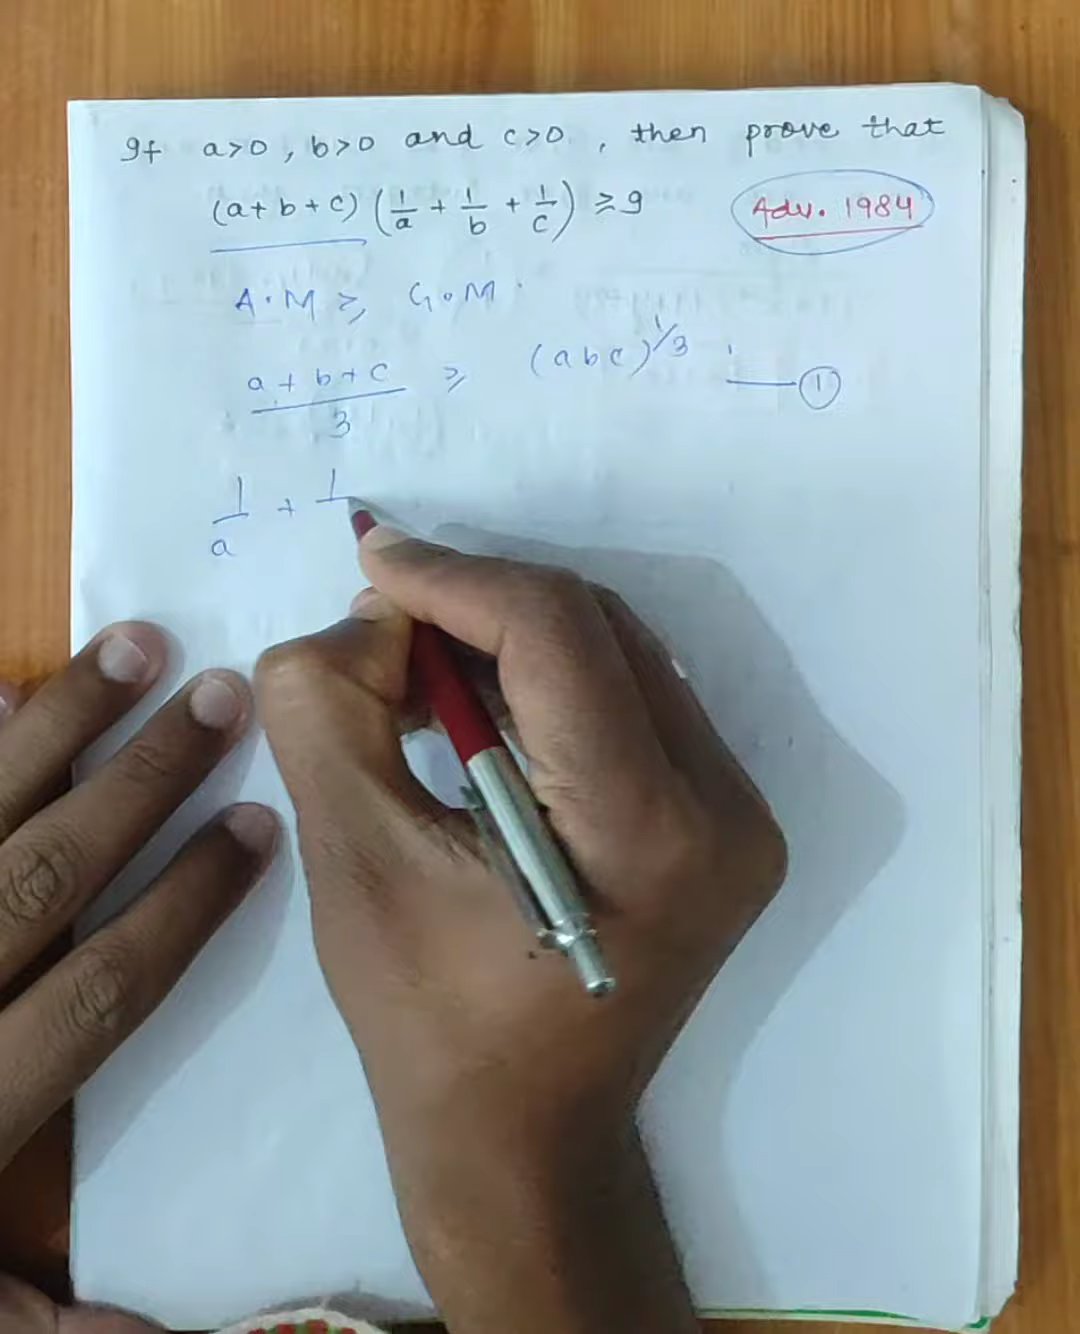 If a>0, b>0 and c>0, then prove that
(a+b+c)(1/a + 1/b + 1/c) ≥ 9
Adv. 1984
A.M ≥ G.M.
(a+b+c)/3 ≥ (abc)^1/3 —— ①
1/a + 1/